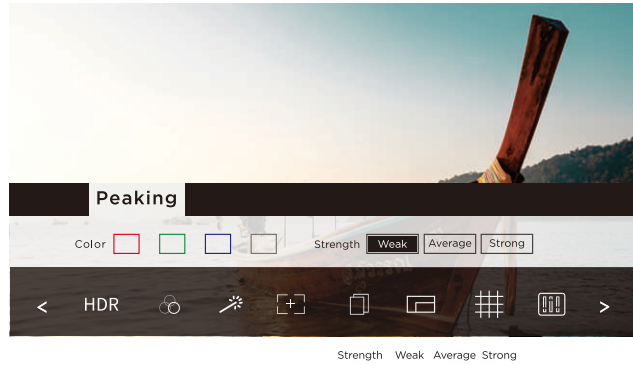 Peaking
Color Strength Weak Average Strong
< HDR >
Strength Weak Average Strong